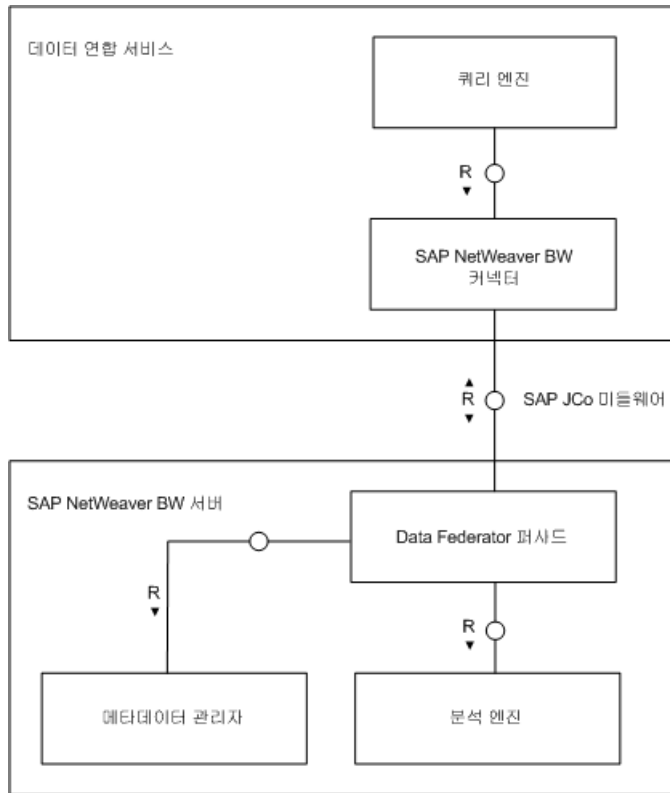 데이터 연합 서비스
쿼리 엔진
R
▼
SAP NetWeaver BW
커넥터
▲
R
▼
SAP JCo 미들웨어
SAP NetWeaver BW 서버
Data Federator 퍼사드
R
▼
R
▼
메타데이터 관리자
분석 엔진